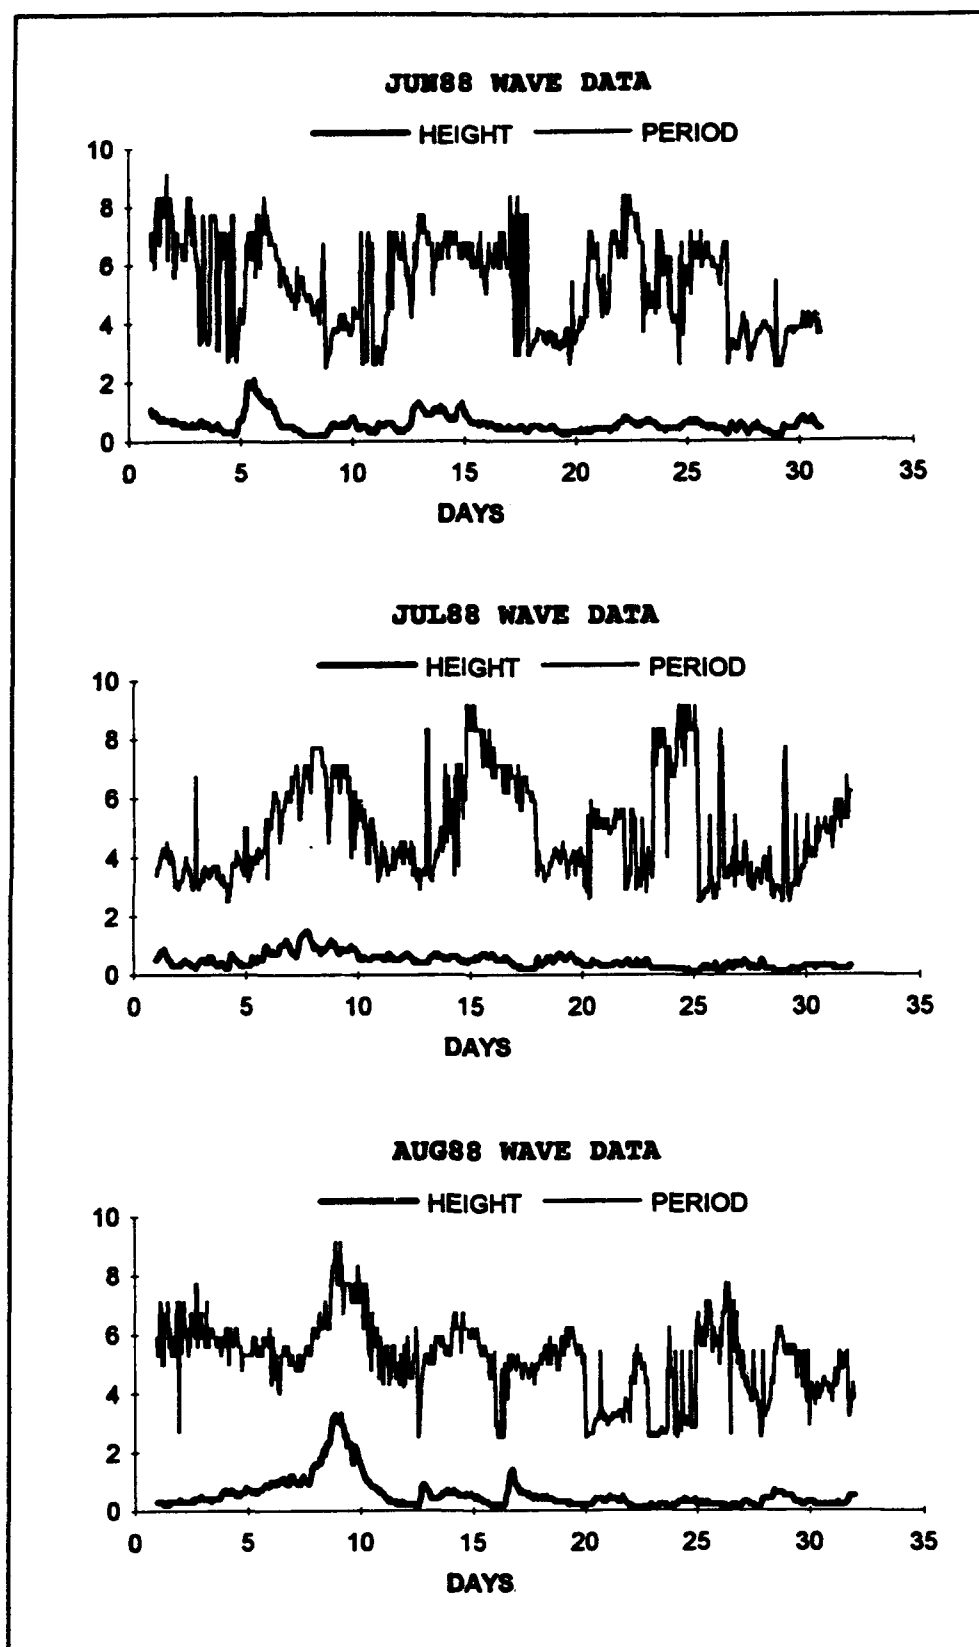 JUN88 WAVE DATA
HEIGHT PERIOD
10
8
6
4
2
0
0 5 10 15 20 25 30 35
DAYS
JUL88 WAVE DATA
HEIGHT PERIOD
10
8
6
4
2
0
0 5 10 15 20 25 30 35
DAYS
AUG88 WAVE DATA
HEIGHT PERIOD
10
8
6
4
2
0
0 5 10 15 20 25 30 35
DAYS